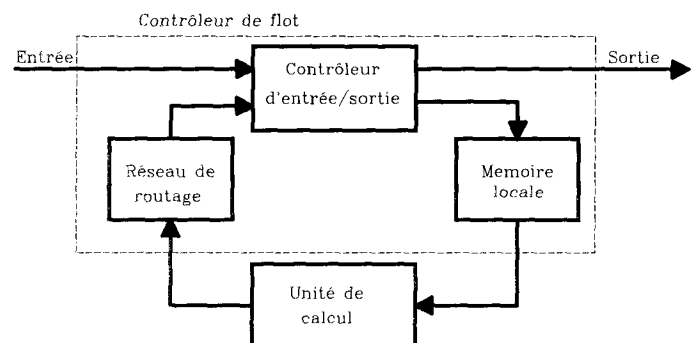 Contrôleur de flot
Entrée
Contrôleur
d'entrée/sortie
Sortie
Réseau de
routage
Memoire
locale
Unité de
calcul